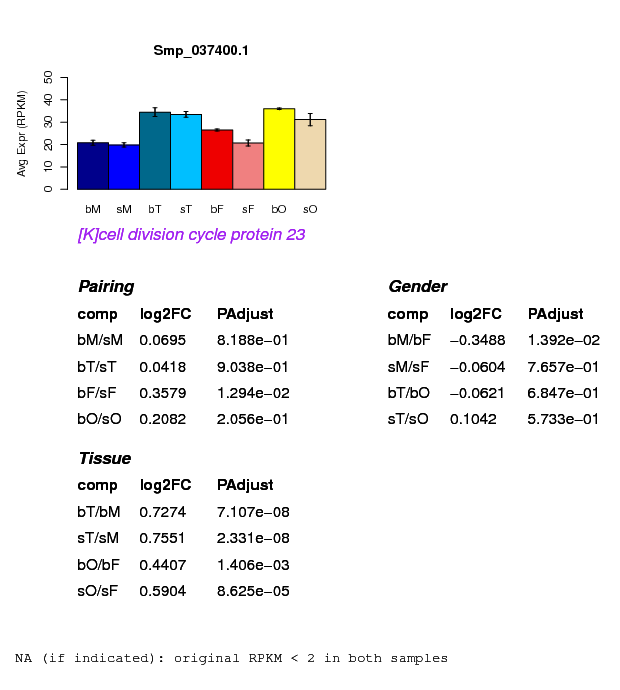 Smp_037400.1
Avg Expr (RPKM)
50
40
30
20
10
0
bM sM bT sT bF sF bO sO
[K]cell division cycle protein 23
Pairing
comp log2FC PAdjust
bM/sM 0.0695 8.188e−01
bT/sT 0.0418 9.038e−01
bF/sF 0.3579 1.294e−02
bO/sO 0.2082 2.056e−01
Gender
comp log2FC PAdjust
bM/bF −0.3488 1.392e−02
sM/sF −0.0604 7.657e−01
bT/bO −0.0621 6.847e−01
sT/sO 0.1042 5.733e−01
Tissue
comp log2FC PAdjust
bT/bM 0.7274 7.107e−08
sT/sM 0.7551 2.331e−08
bO/bF 0.4407 1.406e−03
sO/sF 0.5904 8.625e−05
NA (if indicated): original RPKM < 2 in both samples